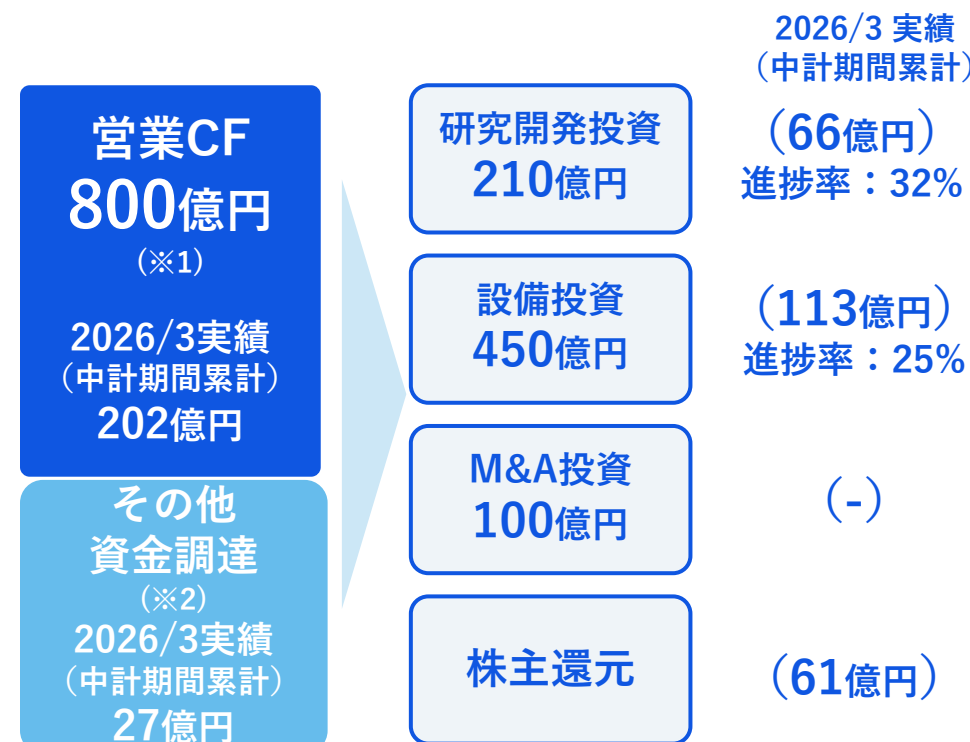 2026/3 実績
（中計期間累計）
営業CF
800億円
(※1)
2026/3実績
（中計期間累計）
202億円
その他
資金調達
(※2)
2026/3実績
（中計期間累計）
27億円
研究開発投資
210億円
（66億円）
進捗率：32%
設備投資
450億円
（113億円）
進捗率：25%
M&A投資
100億円
（-）
株主還元
（61億円）